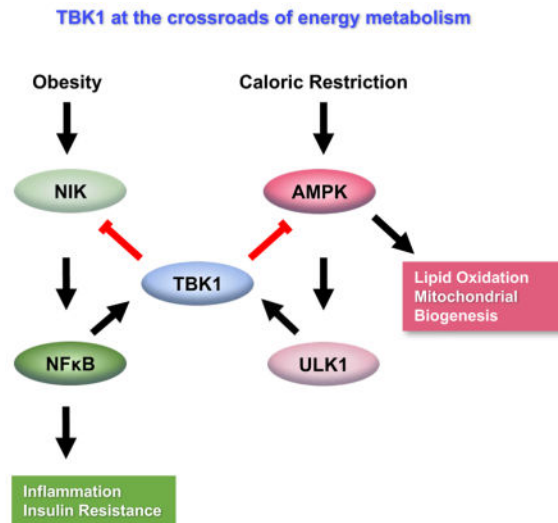 TBK1 at the crossroads of energy metabolism
Obesity
Caloric Restriction
NIK
AMPK
TBK1
Lipid Oxidation
Mitochondrial
Biogenesis
NFκB
ULK1
Inflammation
Insulin Resistance